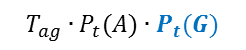 T_ag · P_t(A) · P_t(G)